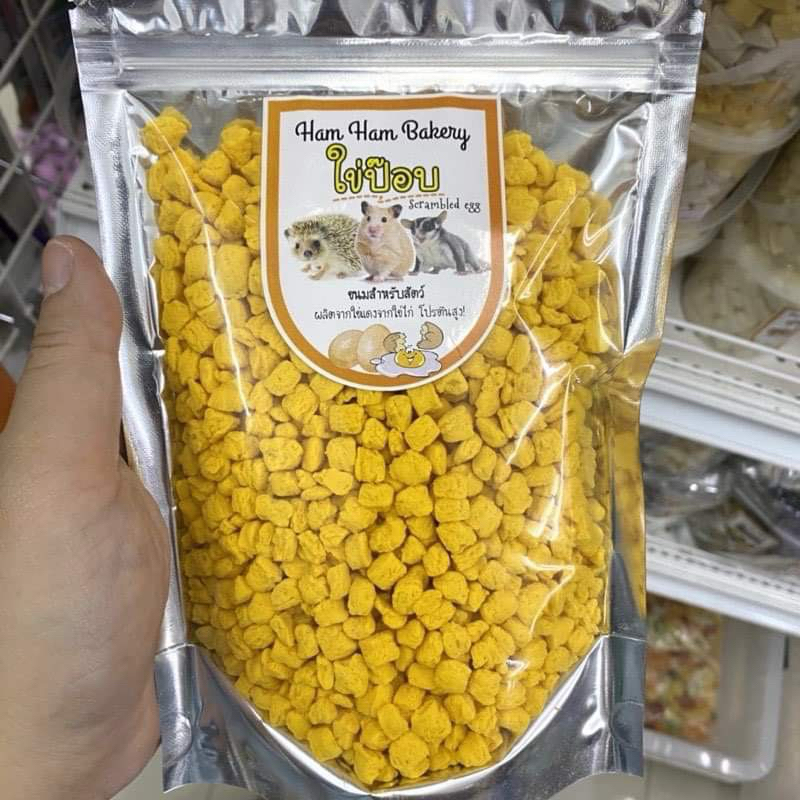 Ham Ham Bakery
ไข่ป๊อบ
Scrambled egg
ขนมสำหรับสัตว์
ผลิตจากไข่แดงจากไข่ไก่ โปรตีนสูง!